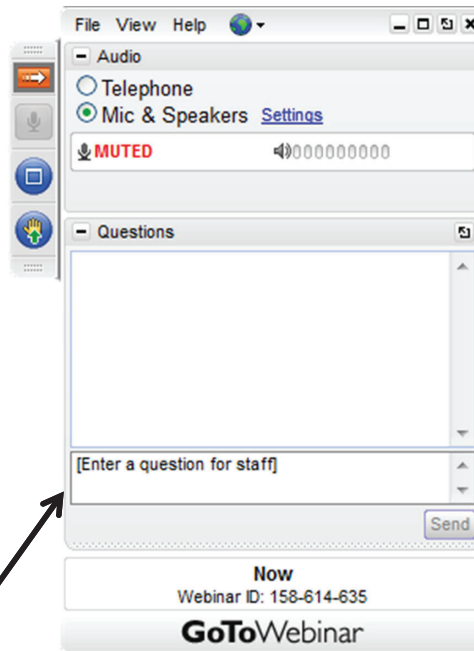 File View Help
Audio
Telephone
Mic & Speakers Settings
MUTED 000000000
Questions
[Enter a question for staff]
Send
Now
Webinar ID: 158-614-635
GoToWebinar